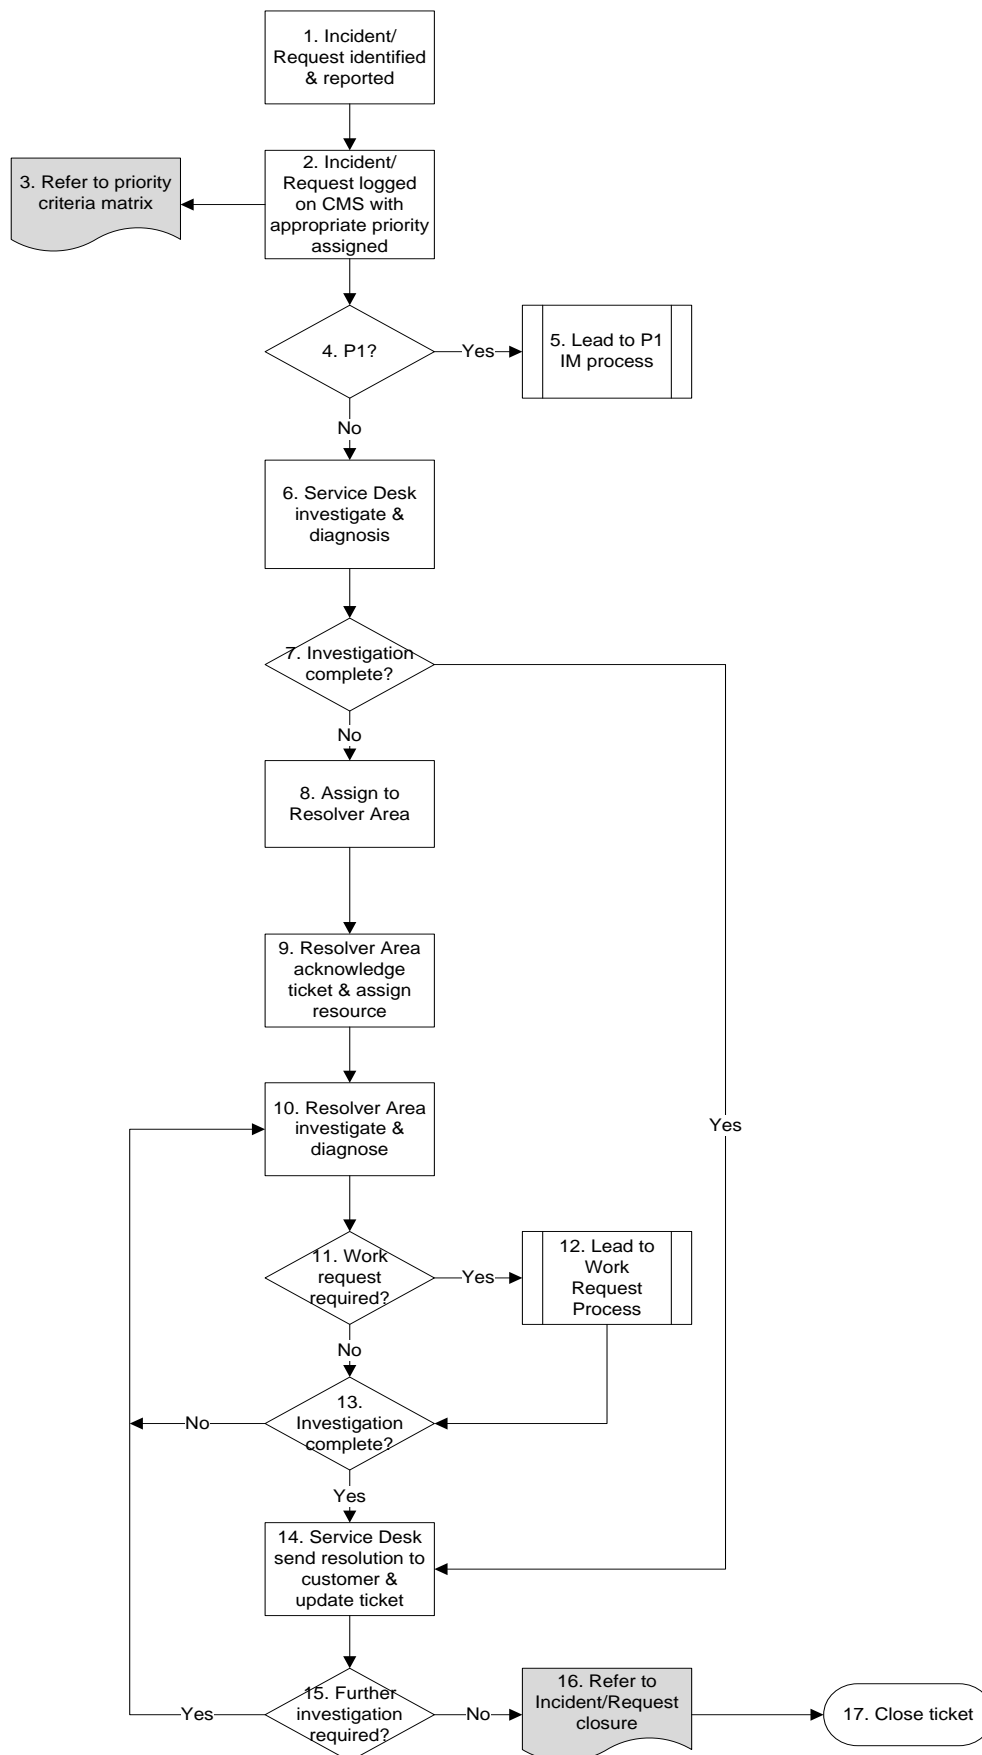 1. Incident/
Request identified
& reported
2. Incident/
Request logged
on CMS with
appropriate priority
assigned
3. Refer to priority
criteria matrix
4. P1?
Yes
5. Lead to P1
IM process
No
6. Service Desk
investigate &
diagnosis
7. Investigation
complete?
No
8. Assign to
Resolver Area
9. Resolver Area
acknowledge
ticket & assign
resource
10. Resolver Area
investigate &
diagnose
Yes
11. Work
request
required?
Yes
12. Lead to
Work
Request
Process
No
13.
Investigation
complete?
No
Yes
14. Service Desk
send resolution to
customer &
update ticket
15. Further
investigation
required?
Yes
No
16. Refer to
Incident/Request
closure
17. Close ticket